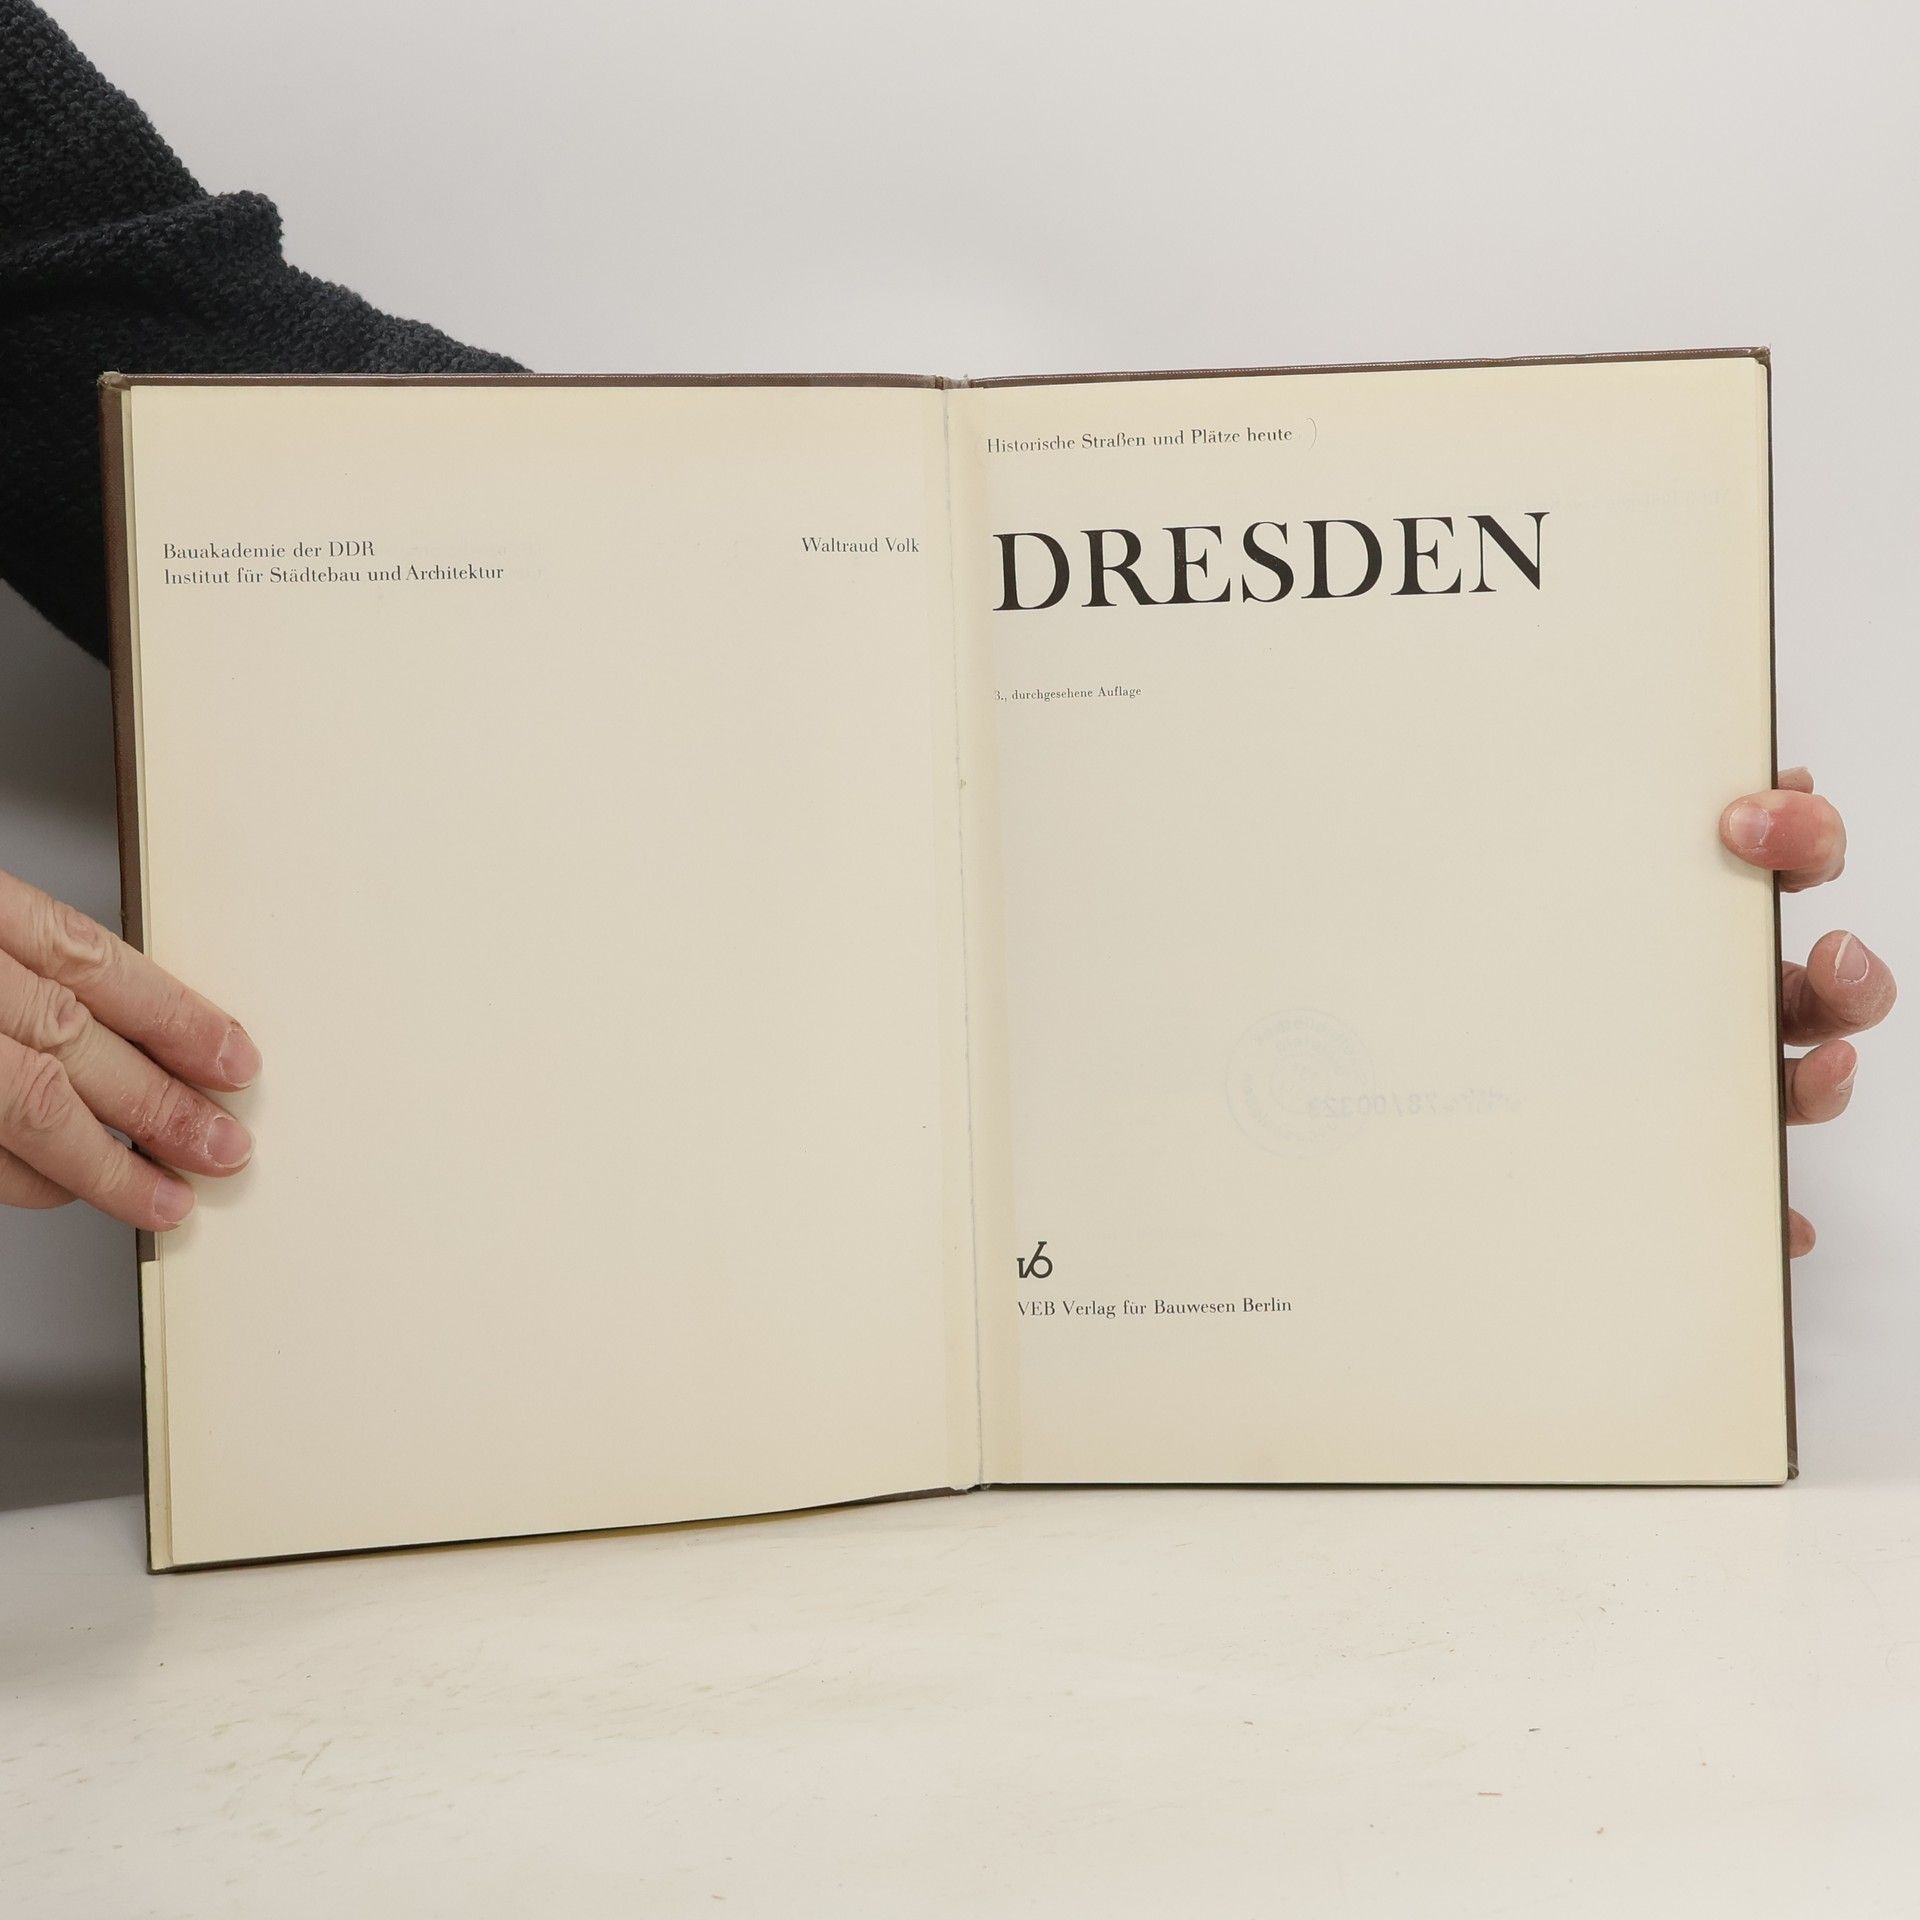 Bauakademie der DDR
Institut für Städtebau und Architektur
Waltraud Volk
Historische Straßen und Plätze heute )
DRESDEN
3., durchgesehene Auflage
VEB Verlag für Bauwesen Berlin